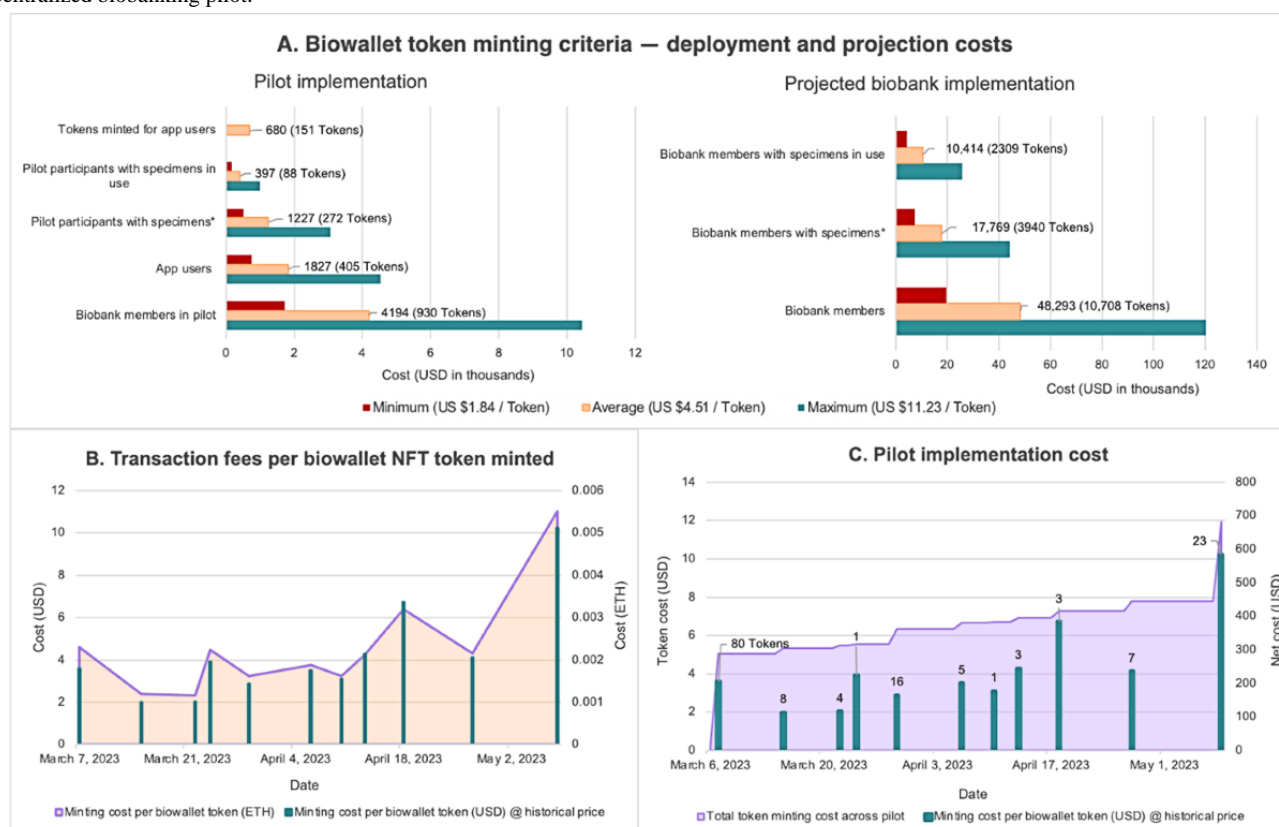 centralized biobanking pilot.
A. Biowallet token minting criteria — deployment and projection costs
Pilot implementation
Tokens minted for app users
680 (151 Tokens)
Pilot participants with specimens in
use
397 (88 Tokens)
Pilot participants with specimens*
1227 (272 Tokens)
App users
1827 (405 Tokens)
Biobank members in pilot
4194 (930 Tokens)
0 2 4 6 8 10 12
Cost (USD in thousands)
Projected biobank implementation
Biobank members with specimens in use
10,414 (2309 Tokens)
Biobank members with specimens*
17,769 (3940 Tokens)
Biobank members
48,293 (10,708 Tokens)
0 20 40 60 80 100 120 140
Cost (USD in thousands)
Minimum (US $1.84 / Token) Average (US $4.51 / Token) Maximum (US $11.23 / Token)
B. Transaction fees per biowallet NFT token minted
12
10
8
6
4
2
0
Cost (USD)
0.006
0.005
0.004
0.003
0.002
0.001
0
Cost (ETH)
March 7, 2023 March 21, 2023 April 4, 2023 April 18, 2023 May 2, 2023
Date
Minting cost per biowallet token (ETH) Minting cost per biowallet token (USD) @ historical price
C. Pilot implementation cost
14
12
10
8
6
4
2
0
Token cost (USD)
80 Tokens
8
4
1
16
5
1
3
3
7
23
800
700
600
500
400
300
200
100
0
Net cost (USD)
March 6, 2023 March 20, 2023 April 3, 2023 April 17, 2023 May 1, 2023
Date
Total token minting cost across pilot Minting cost per biowallet token (USD) @ historical price